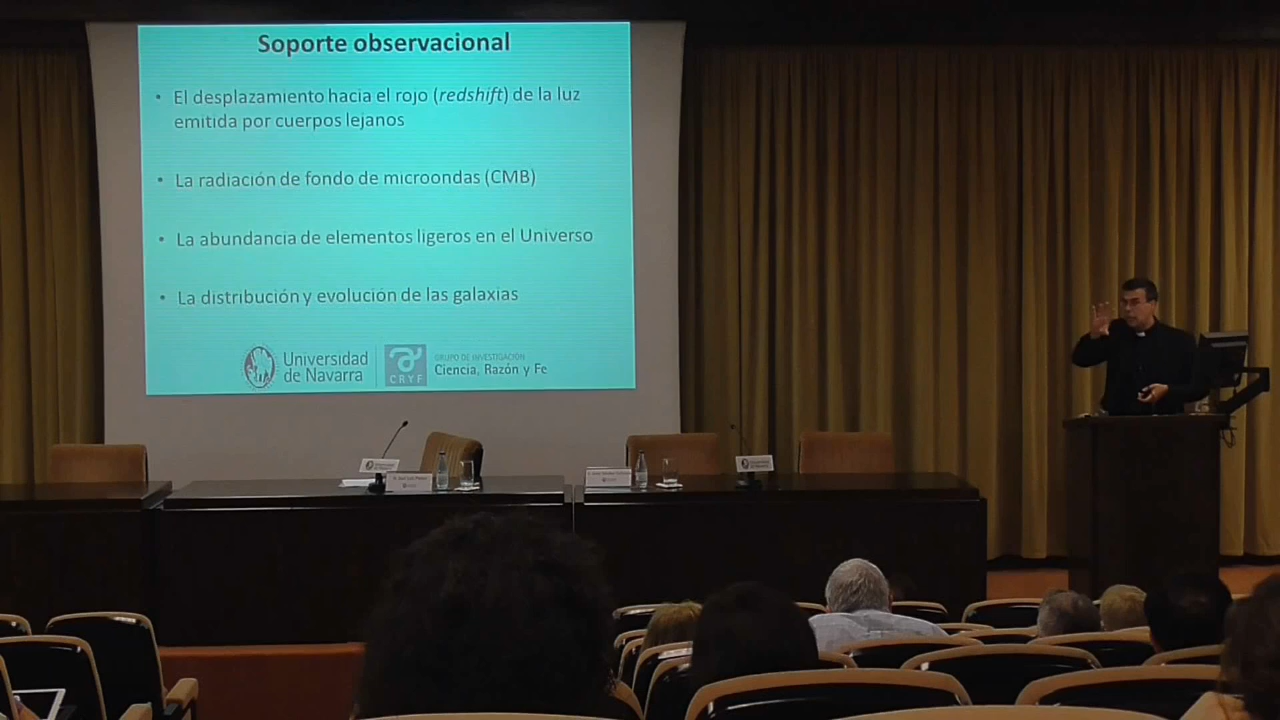 Soporte observacional
• El desplazamiento hacia el rojo (redshift) de la luz
emitida por cuerpos lejanos
• La radiación de fondo de microondas (CMB)
• La abundancia de elementos ligeros en el Universo
• La distribución y evolución de las galaxias
Universidad
de Navarra
CRYF
GRUPO DE INVESTIGACIÓN
Ciencia, Razón y Fe